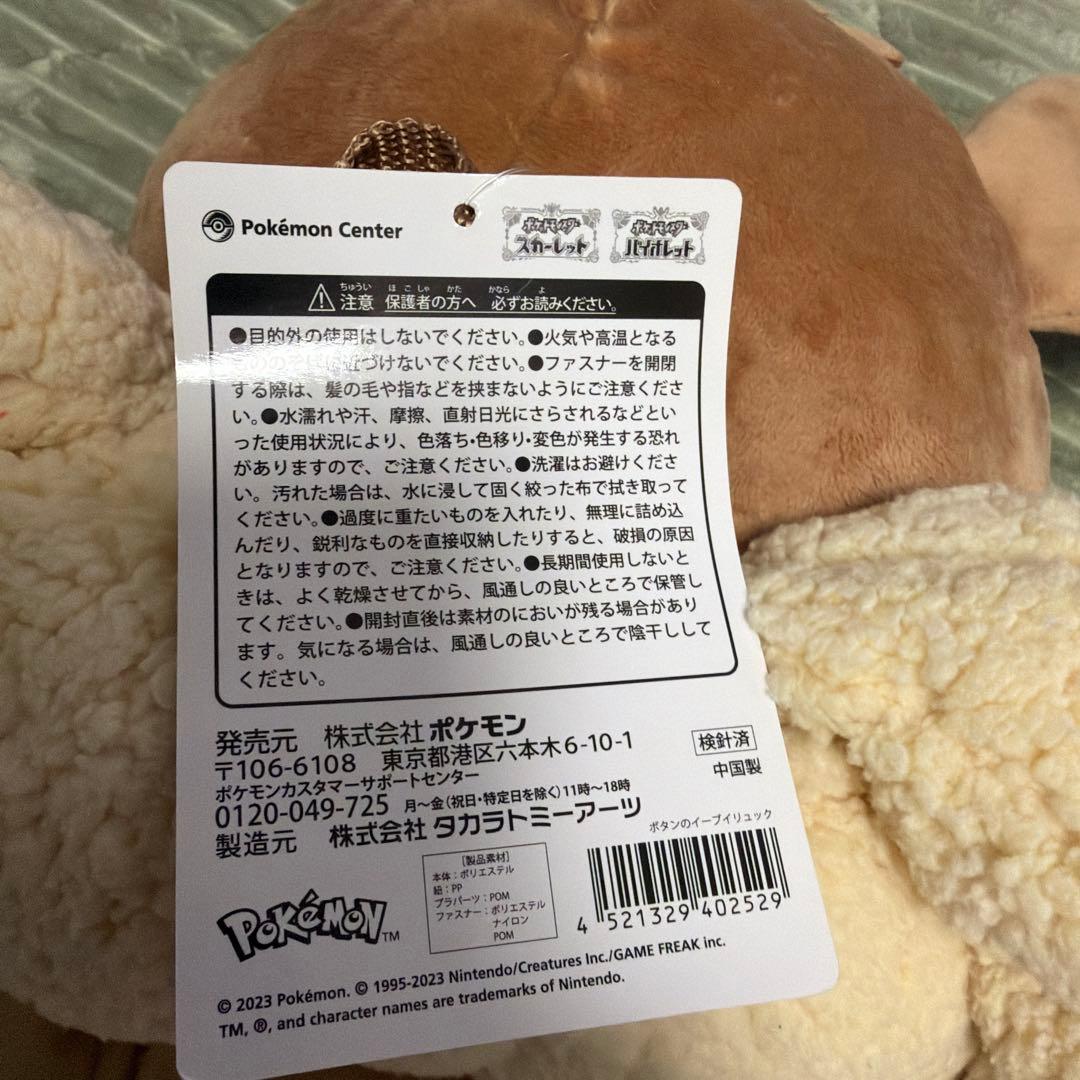 Pokémon Center
ポケットモンスター
スカーレット
ポケットモンスター
バイオレット
注意 保護者の方へ 必ずお読みください。
●目的外の使用はしないでください。●火気や高温となる
もののそばに近づけないでください。●ファスナーを開閉
する際は、髪の毛や指などを挟まないようにご注意くださ
い。●水濡れや汗、摩擦、直射日光にさらされるなどとい
った使用状況により、色落ち・色移り・変色が発生する恐れ
がありますので、ご注意ください。●洗濯はお避けくださ
い。汚れた場合は、水に浸して固く絞った布で拭き取って
ください。●過度に重たいものを入れたり、無理に詰め込
んだり、鋭利なものを直接収納したりすると、破損の原因
となりますので、ご注意ください。●長期間使用しないと
きは、よく乾燥させてから、風通しの良いところで保管し
てください。●開封直後は素材のにおいが残る場合があり
ます。気になる場合は、風通しの良いところで陰干しして
ください。
発売元 株式会社 ポケモン
〒106-6108 東京都港区六本木6-10-1
ポケモンカスタマーサポートセンター
0120-049-725 月～金(祝日・特定日を除く)11時～18時
製造元 株式会社 タカラトミーアーツ
検針済
中国製
ボタンのイーブイリュック
[製品素材]
本体：ポリエステル
紐：PP
プラパーツ：POM
ファスナー：ポリエステル
ナイロン
POM
4 521329 402529
POKéMON TM
© 2023 Pokémon. © 1995-2023 Nintendo/Creatures Inc./GAME FREAK inc.
TM, ®, and character names are trademarks of Nintendo.